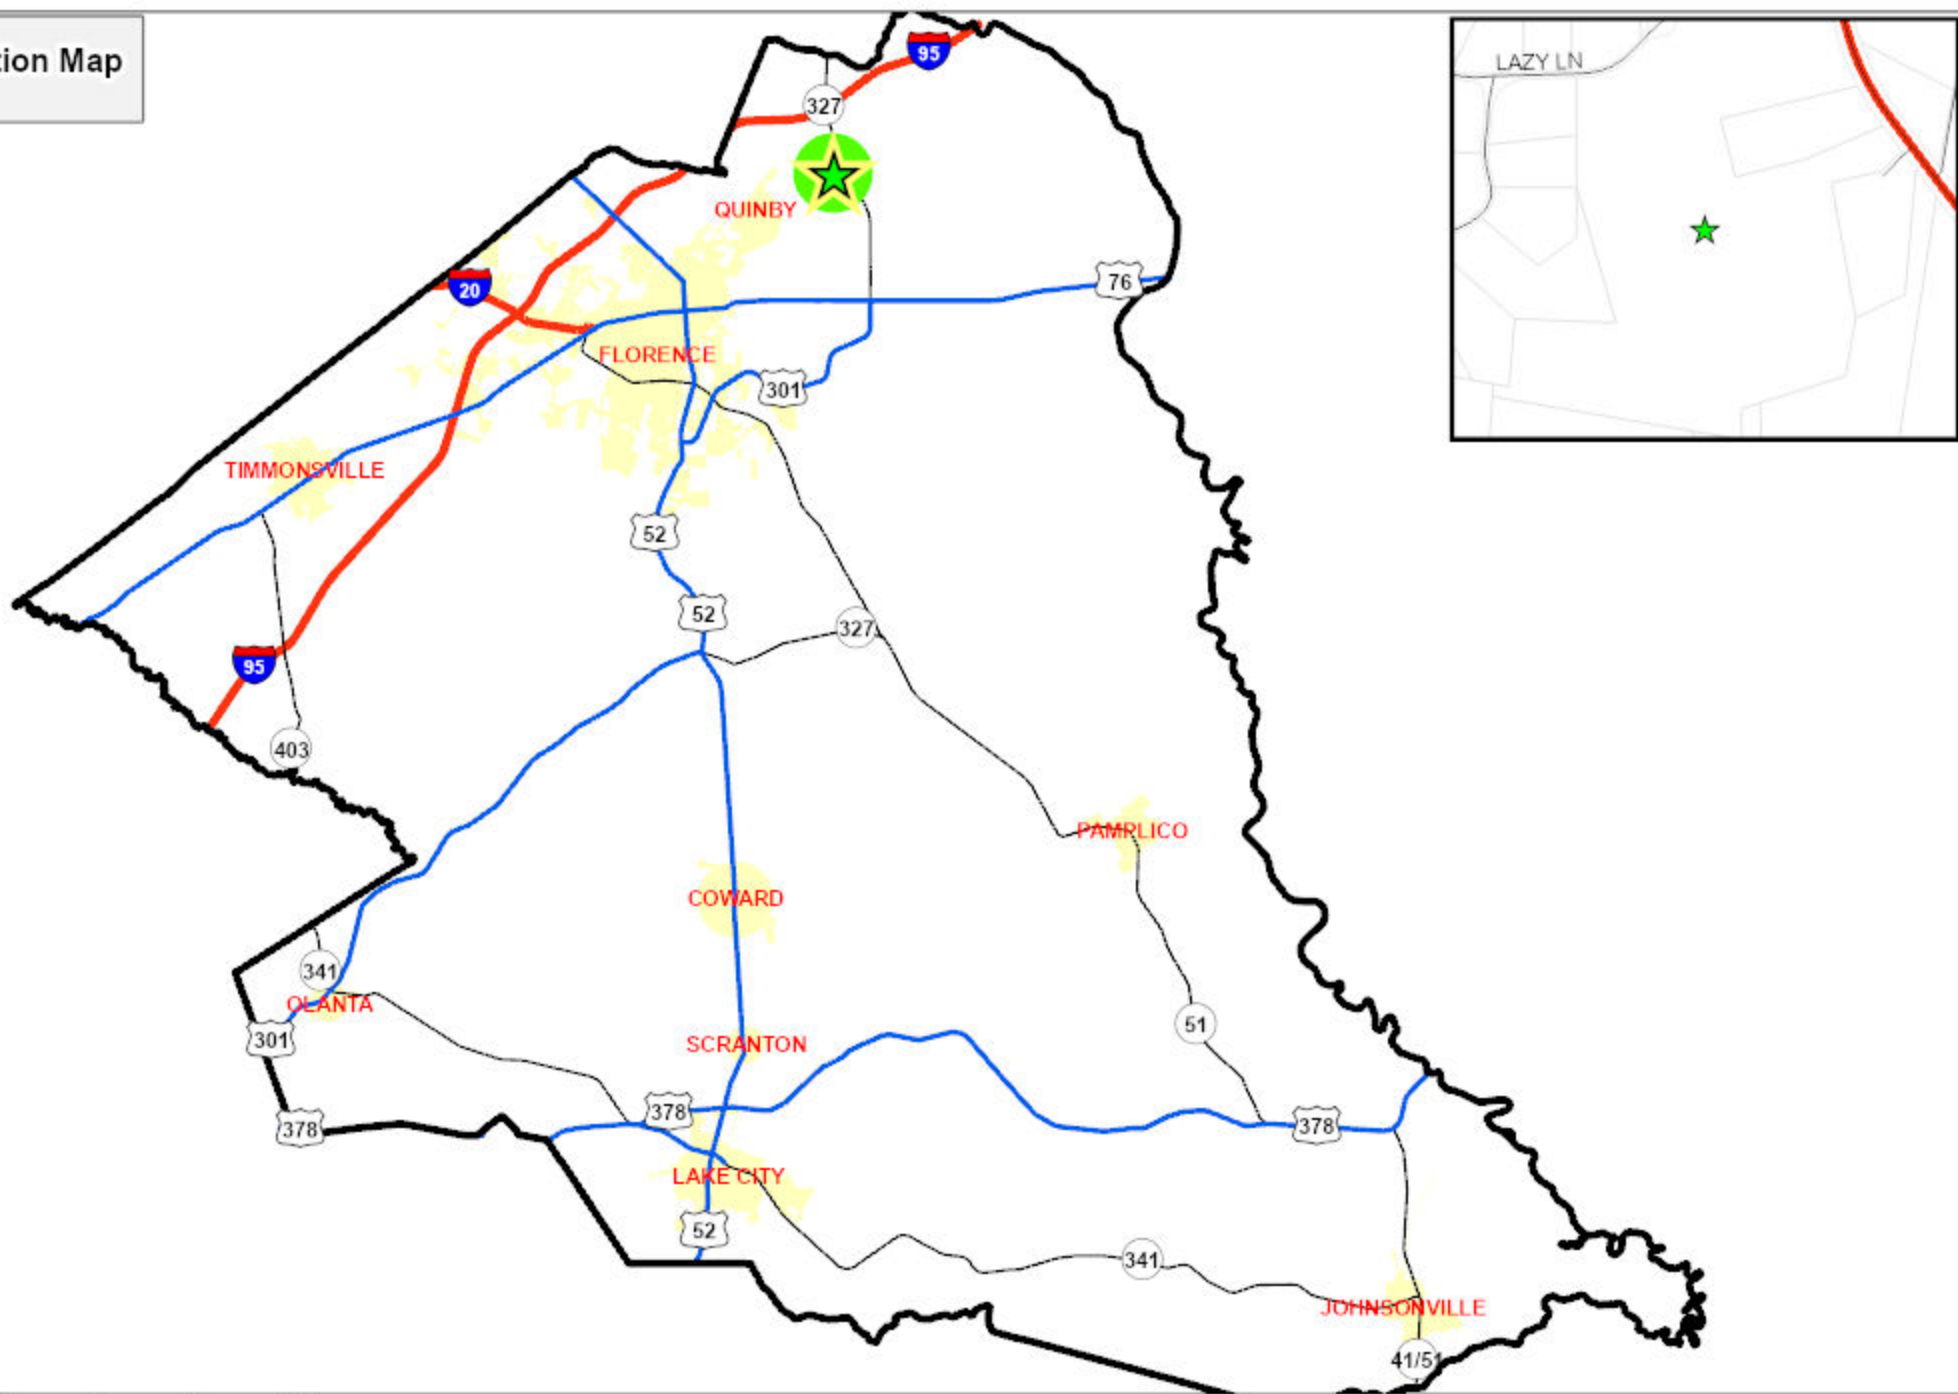 tion Map
95
LAZY LN
327
QUINBY
76
20
FLORENCE
301
TIMMONSVILLE
52
52
327
95
403
PAMPLICO
COWARD
341
OLANTA
51
301
SCRANTON
378
378
378
LAKE CITY
52
341
JOHNSONVILLE
41/51